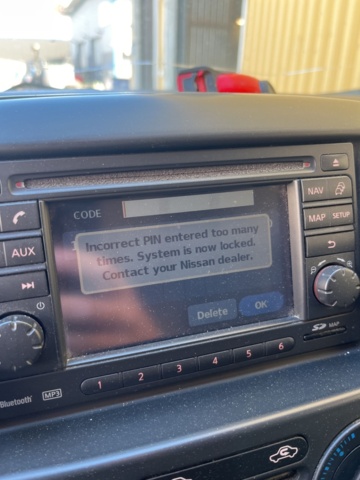 NAV
CODE
MAP SETUP
AUX
Incorrect PIN entered too many
times. System is now locked.
Contact your Nissan dealer.
Delete
OK
SD MAP
1 2 3 4 5 6
Bluetooth MP3